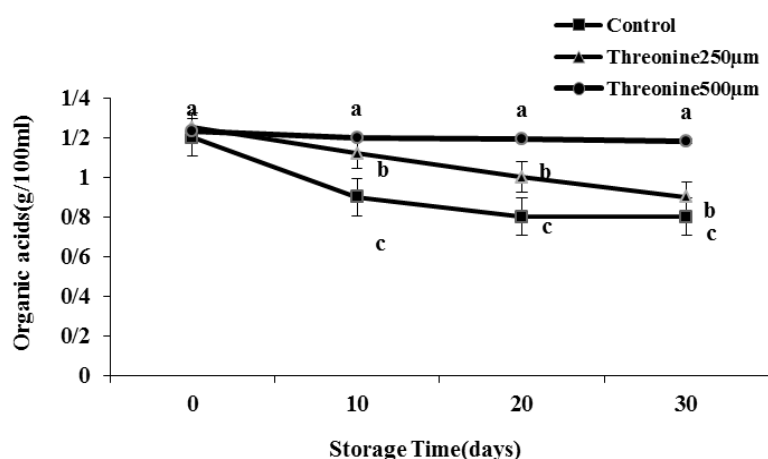 Control
Threonine250µm
Threonine500µm
Organic acids(g/100ml)
1/4
1/2
1
0/8
0/6
0/4
0/2
0
a
a
a
a
b
b
b
c
c
c
0
10
20
30
Storage Time(days)